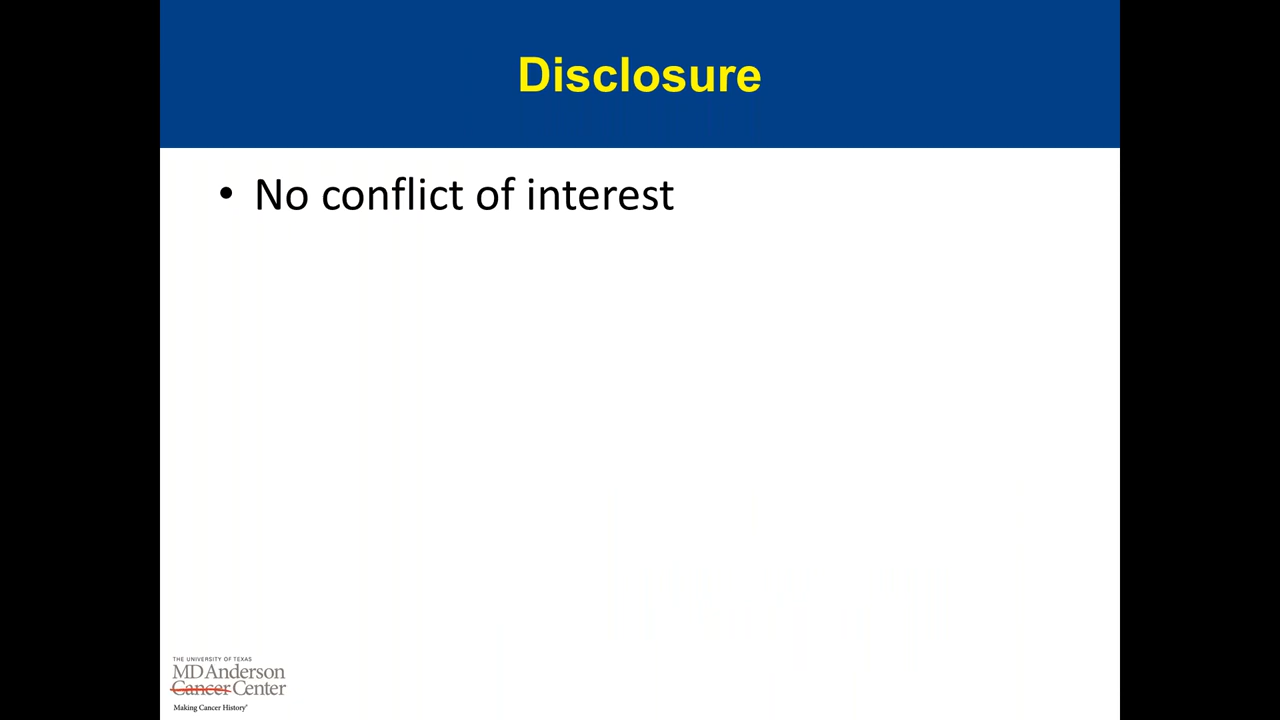 Disclosure
• No conflict of interest
THE UNIVERSITY OF TEXAS
MD Anderson
Cancer Center
Making Cancer History®